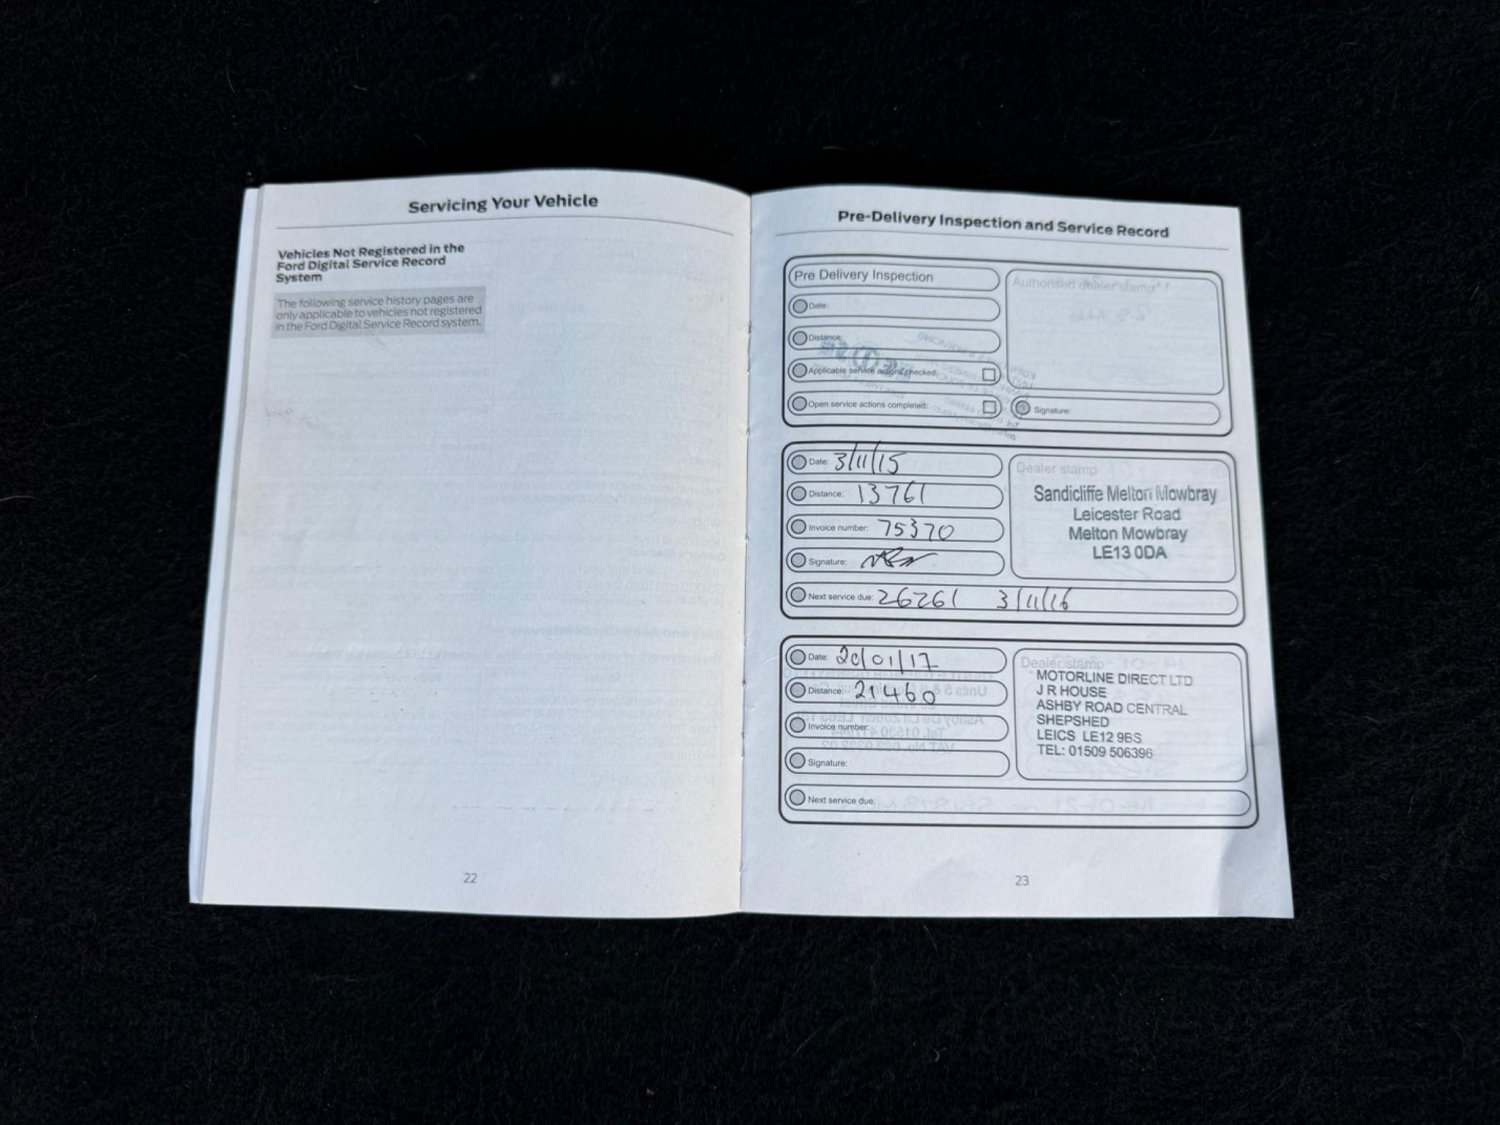 Servicing Your Vehicle
Vehicles Not Registered in the
Ford Digital Service Record
System
The following service history pages are
only applicable to vehicles not registered
in the Ford Digital Service Record system.
22
Pre-Delivery Inspection and Service Record
Pre Delivery Inspection
Date:
Distance:
Applicable service actions checked:
Open service actions completed:
Authorised dealer stamp
Signature:
Date: 3/11/15
Distance: 13761
Invoice number: 75370
Signature:
Next service due: 26261 3/11/16
Dealer stamp
Sandicliffe Melton Mowbray
Leicester Road
Melton Mowbray
LE13 0DA
Date: 20/01/17
Distance: 21460
Invoice number:
Signature:
Next service due:
Dealer stamp
MOTORLINE DIRECT LTD
J R HOUSE
ASHBY ROAD CENTRAL
SHEPSHED
LEICS LE12 9BS
TEL: 01509 506396
23